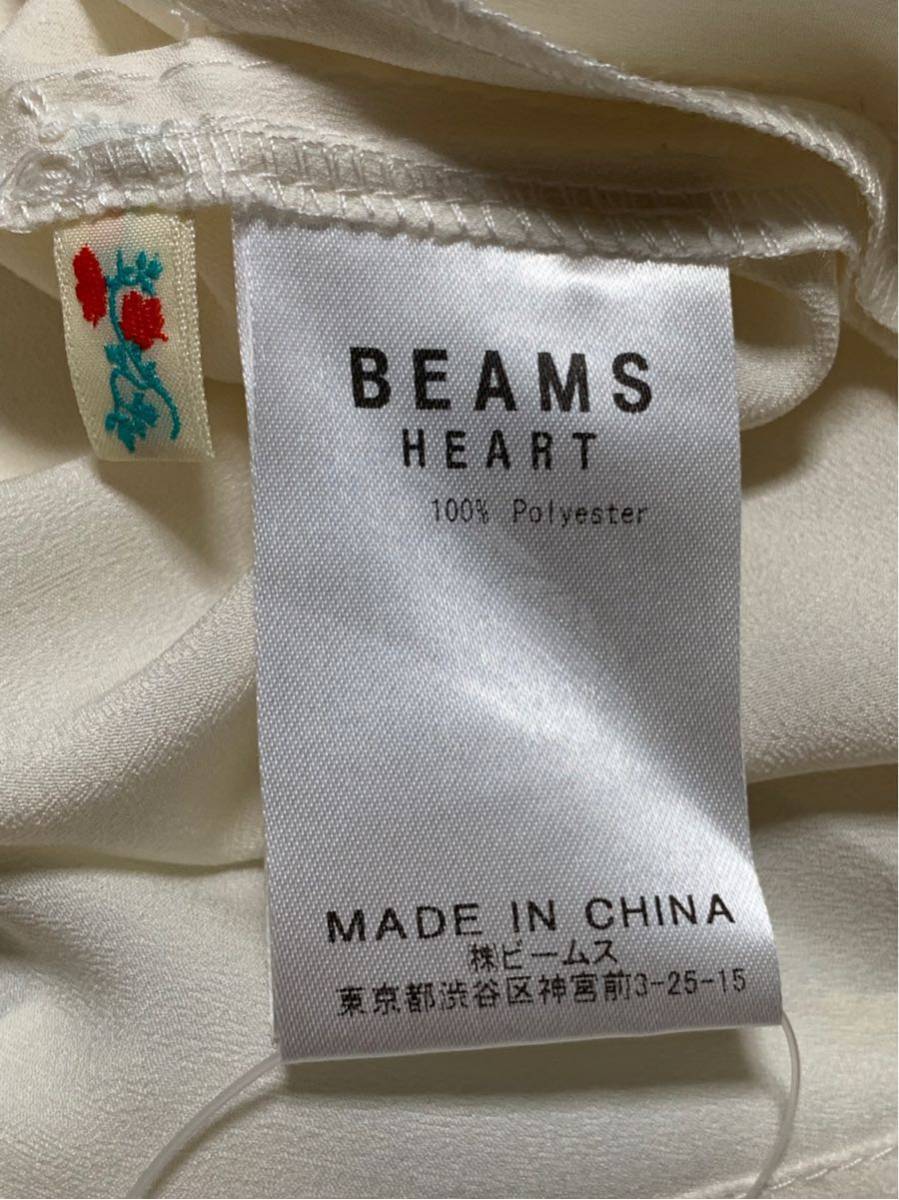 BEAMS
HEART
100% Polyester
MADE IN CHINA
㈱ビームス
東京都渋谷区神宮前3-25-15